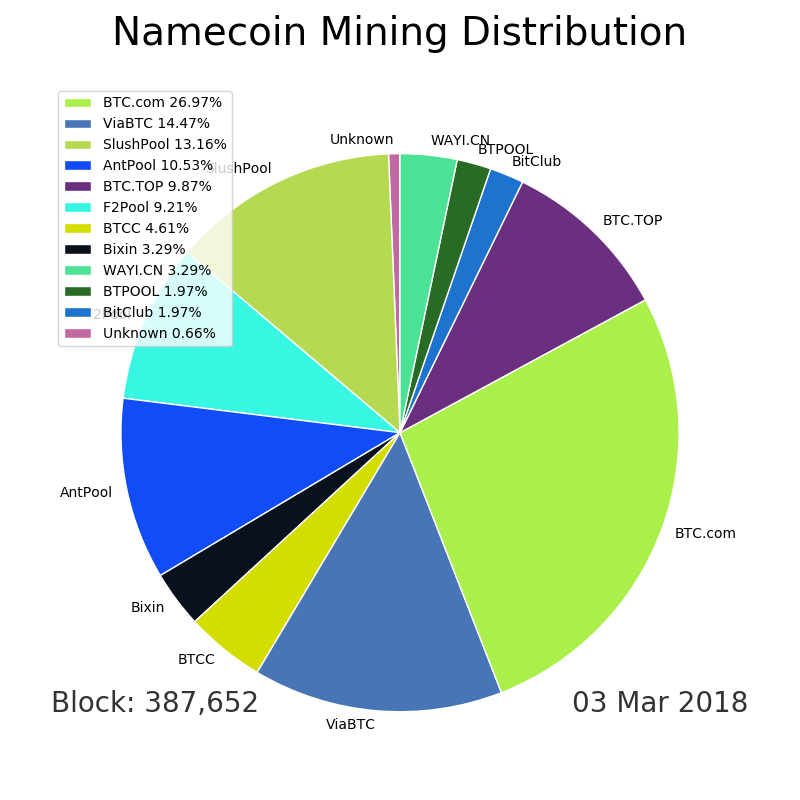 Namecoin Mining Distribution
BTC.com 26.97%
ViaBTC 14.47%
SlushPool 13.16%
AntPool 10.53%
BTC.TOP 9.87%
F2Pool 9.21%
BTCC 4.61%
Bixin 3.29%
WAYI.CN 3.29%
BTPOOL 1.97%
BitClub 1.97%
Unknown 0.66%
Unknown
WAYI.CN
BTPOOL
BitClub
SlushPool
BTC.TOP
AntPool
BTC.com
Bixin
BTCC
ViaBTC
Block: 387,652
03 Mar 2018